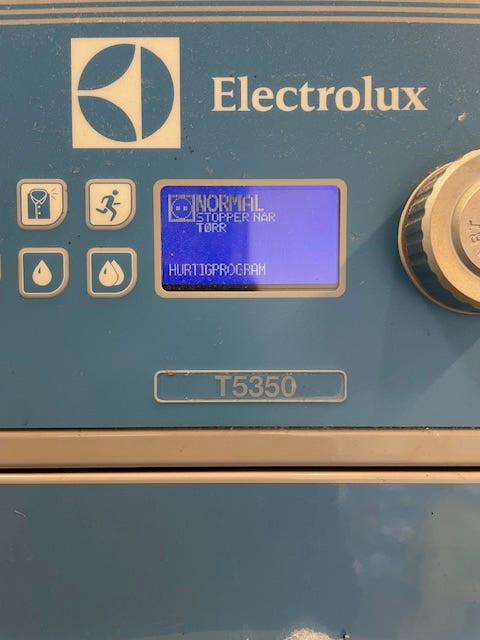 Electrolux
NORMAL
STOPPER NÅR
TØRR
HURTIGPROGRAM
T5350